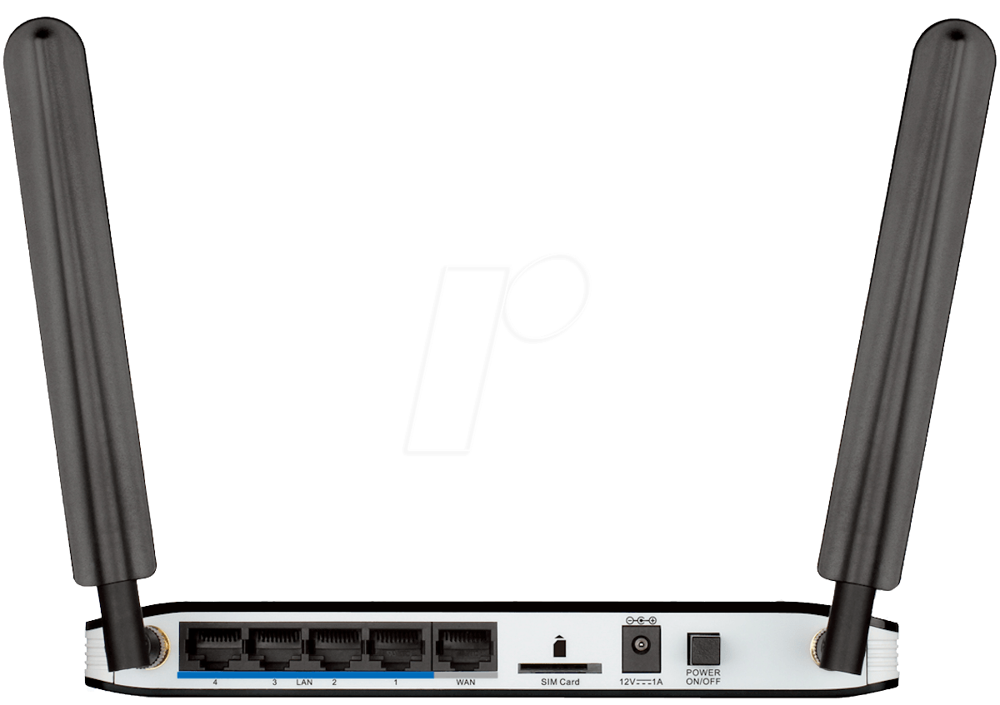 4 3 LAN 2 1 WAN
SIM Card
12V⎓1A
POWER
ON/OFF